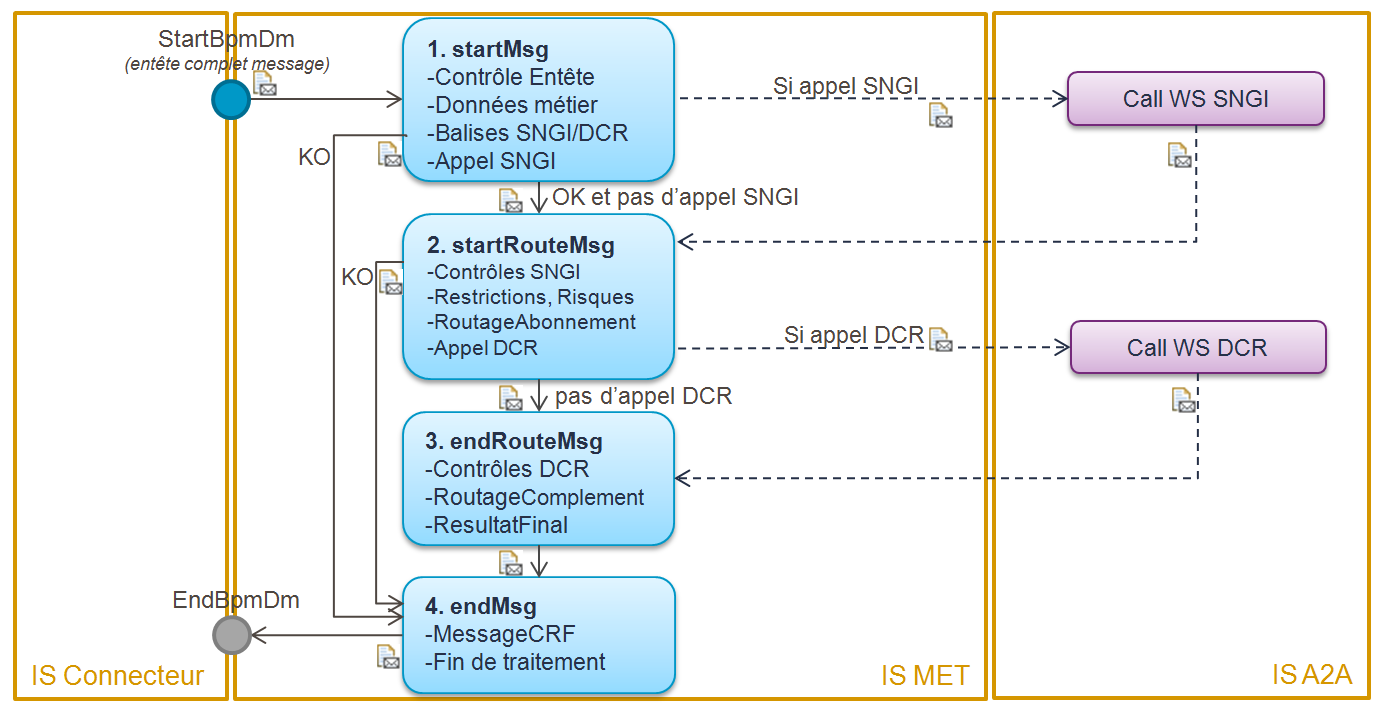 StartBpmDm
(entête complet message)
1. startMsg
-Contrôle Entête
-Données métier
-Balises SNGI/DCR
-Appel SNGI
Si appel SNGI
Call WS SNGI
KO
OK et pas d’appel SNGI
2. startRouteMsg
-Contrôles SNGI
-Restrictions, Risques
-RoutageAbonnement
-Appel DCR
KO
Si appel DCR
Call WS DCR
pas d’appel DCR
3. endRouteMsg
-Contrôles DCR
-RoutageComplement
-ResultatFinal
EndBpmDm
4. endMsg
-MessageCRF
-Fin de traitement
IS Connecteur
IS MET
IS A2A